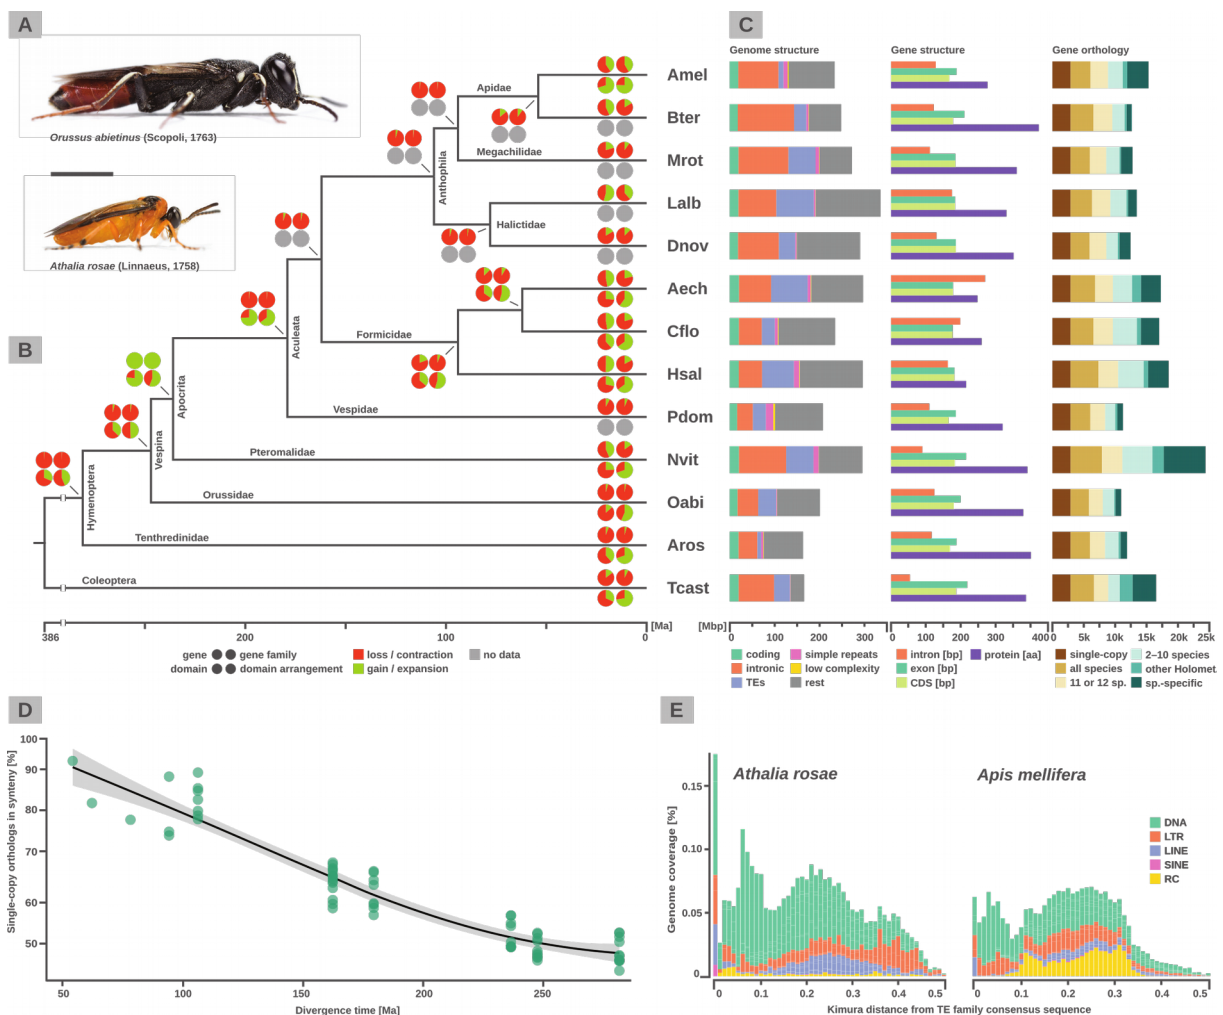 A
C
Orussus abietinus (Scopoli, 1763)
Athalia rosae (Linnaeus, 1758)
B
Hymenoptera
Vespina
Apocrita
Aculeata
Anthophila
Apidae
Megachilidae
Halictidae
Formicidae
Vespidae
Pteromalidae
Orussidae
Tenthredinidae
Coleoptera
Amel
Bter
Mrot
Lalb
Dnov
Aech
Cflo
Hsal
Pdom
Nvit
Oabi
Aros
Tcast
386 200 100 0 [Ma]
gene gene family
domain domain arrangement
loss / contraction
gain / expansion
no data
Genome structure
Gene structure
Gene orthology
[Mbp] 0 100 200 300
0 100 200 300 400
0 5k 10k 15k 20k 25k
coding
intronic
TEs
simple repeats
low complexity
rest
intron [bp]
exon [bp]
CDS [bp]
protein [aa]
single-copy
all species
11 or 12 sp.
2–10 species
other Holomet.
sp.-specific
D
Single-copy orthologs in synteny [%]
100
90
80
70
60
50
50 100 150 200 250
Divergence time [Ma]
E
Athalia rosae
Apis mellifera
Genome coverage [%]
0.15
0.10
0.05
0
DNA
LTR
LINE
SINE
RC
0 0.1 0.2 0.3 0.4 0.5
0 0.1 0.2 0.3 0.4 0.5
Kimura distance from TE family consensus sequence